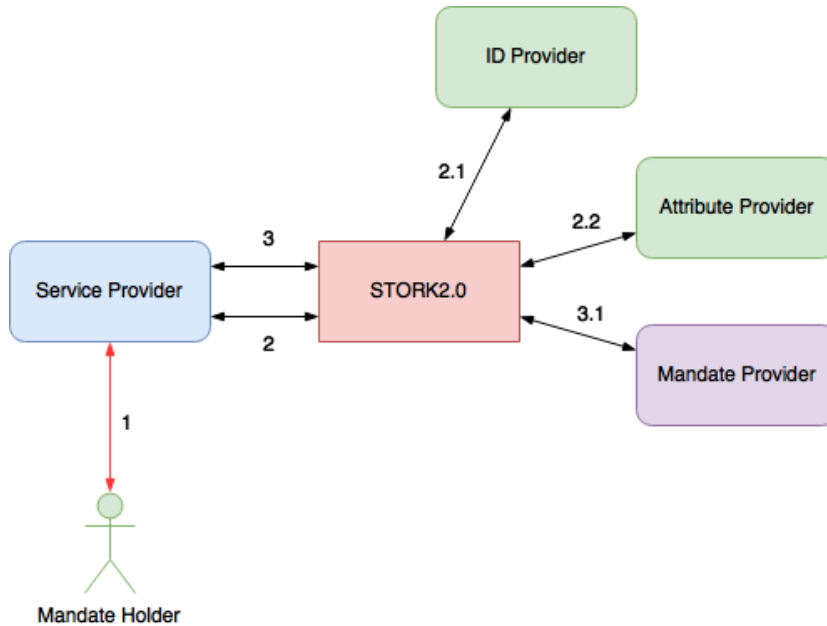 ID Provider
2.1
Attribute Provider
2.2
3
Service Provider
STORK2.0
2
3.1
Mandate Provider
1
Mandate Holder